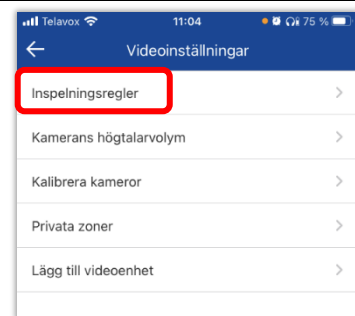 Telavox 11:04 75 %
Videoinställningar
Inspelningsregler
Kamerans högtalarvolym
Kalibrera kameror
Privata zoner
Lägg till videoenhet